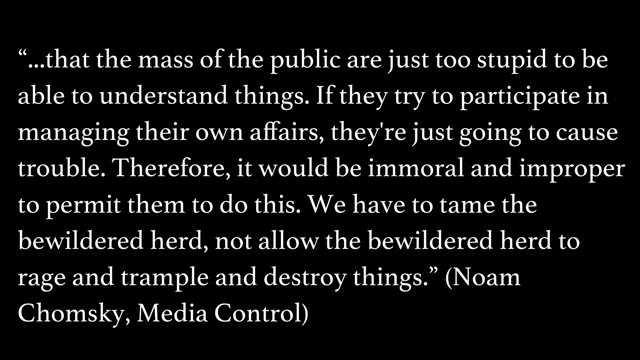 “...that the mass of the public are just too stupid to be
able to understand things. If they try to participate in
managing their own affairs, they're just going to cause
trouble. Therefore, it would be immoral and improper
to permit them to do this. We have to tame the
bewildered herd, not allow the bewildered herd to
rage and trample and destroy things.” (Noam
Chomsky, Media Control)